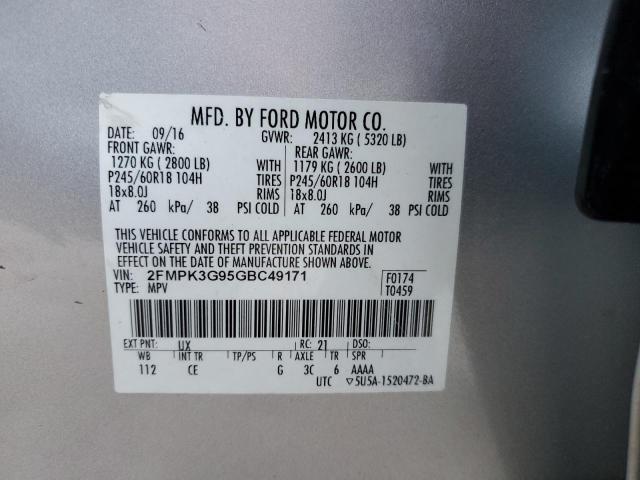 MFD. BY FORD MOTOR CO.
DATE: 09/16 GVWR: 2413 KG ( 5320 LB)
FRONT GAWR: REAR GAWR:
1270 KG ( 2800 LB) WITH 1179 KG ( 2600 LB) WITH
P245/60R18 104H TIRES P245/60R18 104H TIRES
18x8.0J RIMS 18x8.0J RIMS
AT 260 kPa/ 38 PSI COLD AT 260 kPa/ 38 PSI COLD
THIS VEHICLE CONFORMS TO ALL APPLICABLE FEDERAL MOTOR
VEHICLE SAFETY AND THEFT PREVENTION STANDARDS IN
EFFECT ON THE DATE OF MANUFACTURE SHOWN ABOVE.
VIN: 2FMPK3G95GBC49171 F0174
TYPE: MPV T0459
EXT PNT: UX RC: 21 DSO:
WB INT TR TP/PS R AXLE TR SPR
112 CE G 3C 6 AAAA
UTC ▽5U5A-1520472-BA